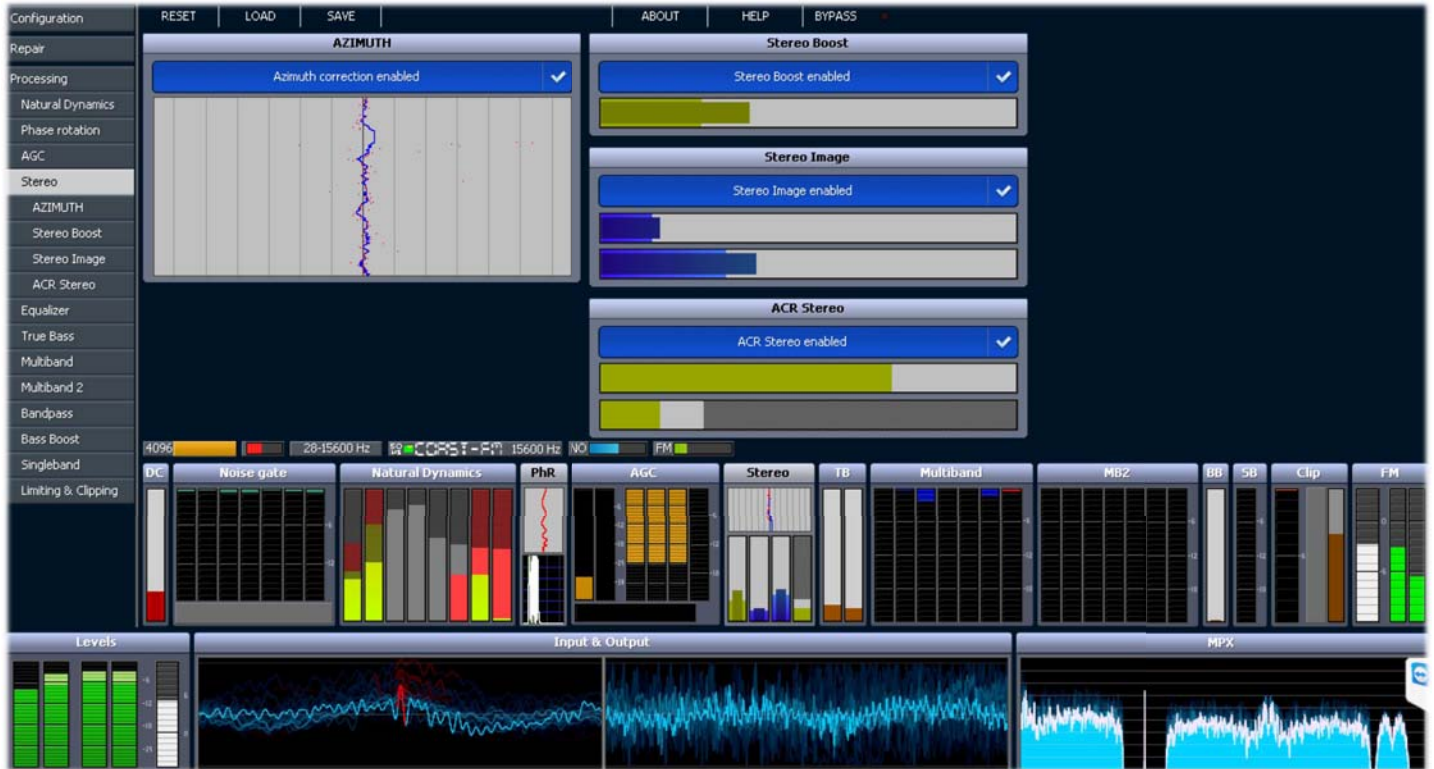 Configuration
RESET LOAD SAVE ABOUT HELP BYPASS
Repair
AZIMUTH
Stereo Boost
Processing
Azimuth correction enabled
Stereo Boost enabled
Natural Dynamics
Phase rotation
AGC
Stereo Image
Stereo
Stereo Image enabled
AZIMUTH
Stereo Boost
Stereo Image
ACR Stereo
ACR Stereo
Equalizer
True Bass
ACR Stereo enabled
Multiband
Multiband 2
Bandpass
Bass Boost
4096 28-15600 Hz COAST-FM 15600 Hz NO FM
Singleband
DC Noise gate Natural Dynamics PhR AGC Stereo TB Multiband MB2 BB SB Clip FM
Limiting & Clipping
Levels Input & Output MPX